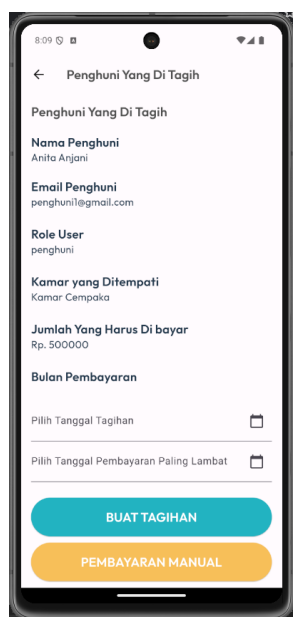 8:09
Penghuni Yang Di Tagih
Penghuni Yang Di Tagih
Nama Penghuni
Anita Anjani
Email Penghuni
penghuni1@gmail.com
Role User
penghuni
Kamar yang Ditempati
Kamar Cempaka
Jumlah Yang Harus Di bayar
Rp. 500000
Bulan Pembayaran
Pilih Tanggal Tagihan
Pilih Tanggal Pembayaran Paling Lambat
BUAT TAGIHAN
PEMBAYARAN MANUAL